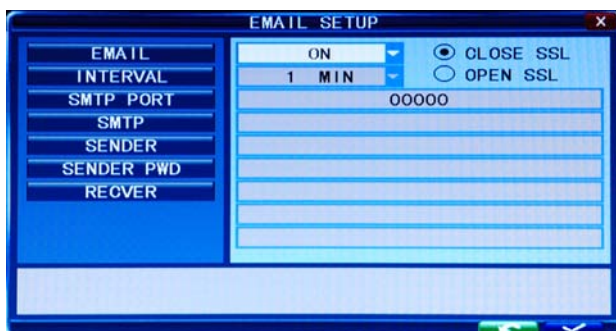 EMAIL SETUP
EMAIL ON CLOSE SSL
INTERVAL 1 MIN OPEN SSL
SMTP PORT 00000
SMTP
SENDER
SENDER PWD
RECVER